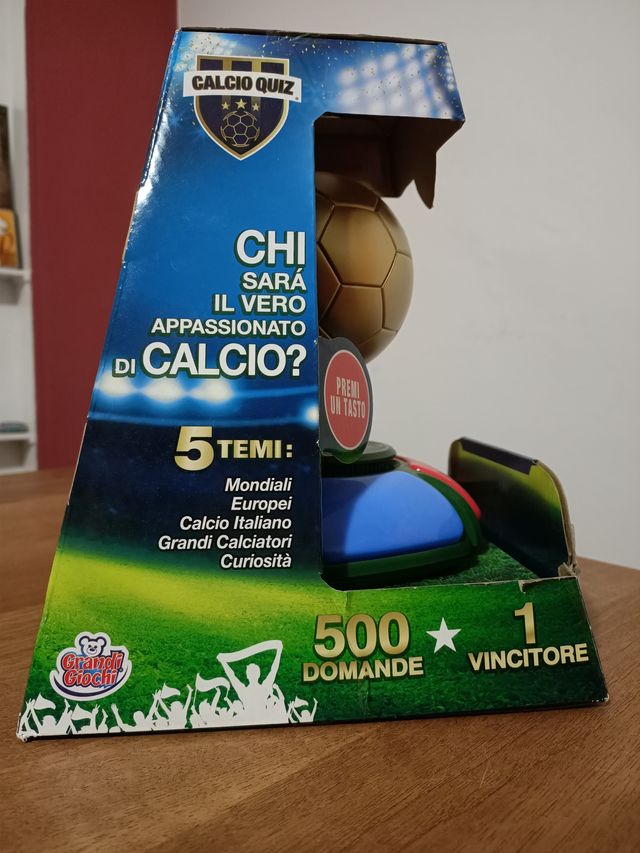 CALCIO QUIZ
CHI
SARÁ
IL VERO
APPASSIONATO
DI CALCIO?
PREMI
UN TASTO
5 TEMI:
Mondiali
Europei
Calcio Italiano
Grandi Calciatori
Curiosità
500
DOMANDE
1
VINCITORE
Grandi
Giochi